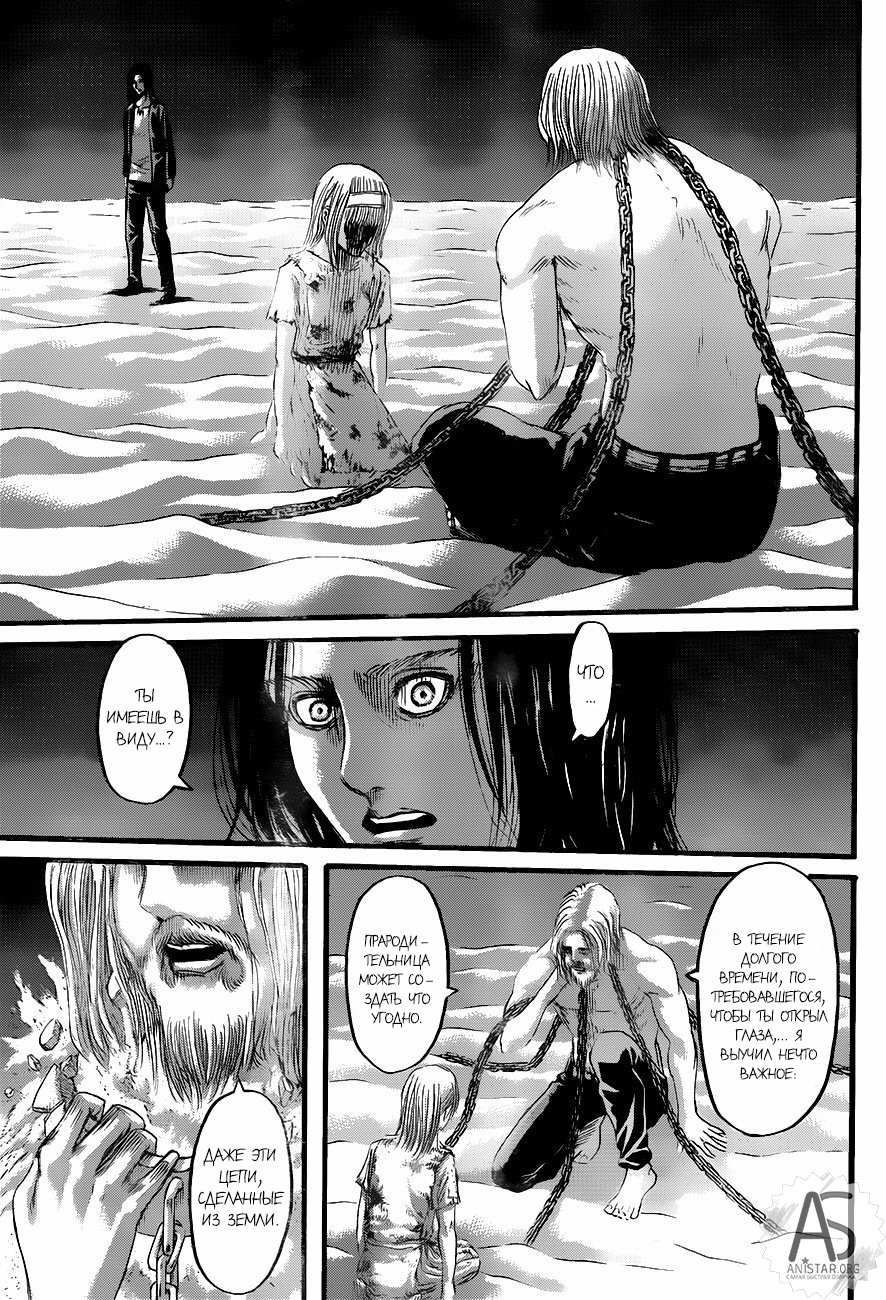 ЧТО
...
ТЫ
ИМЕЕШЬ В
ВИДУ...?
В ТЕЧЕНИЕ
ДОЛГОГО
ВРЕМЕНИ, ПО-
ТРЕБОВАВШЕГОСЯ,
ЧТОБЫ ТЫ ОТКРЫЛ
ГЛАЗА,... Я
ВЫУЧИЛ НЕЧТО
ВАЖНОЕ:
ПРАРОДИ-
ТЕЛЬНИЦА
МОЖЕТ СО-
ЗДАТЬ ЧТО
УГОДНО.
ДАЖЕ ЭТИ
ЦЕПИ,
СДЕЛАННЫЕ
ИЗ ЗЕМЛИ.
AS
ANISTAR.ORG
САМАЯ БЫСТРАЯ ОЗВУЧКА